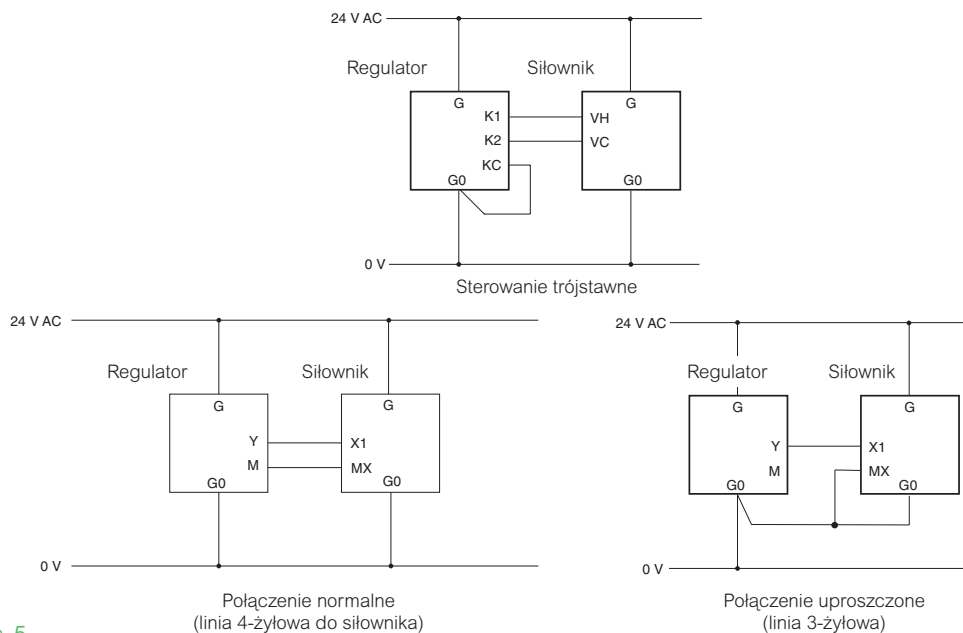 24 V AC
Regulator Siłownik
G G
K1 VH
K2 VC
KC
G0 G0
0 V
Sterowanie trójstawne
24 V AC
Regulator Siłownik
G G
Y X1
M MX
G0 G0
0 V
Połączenie normalne
(linia 4-żyłowa do siłownika)
24 V AC
Regulator Siłownik
G G
Y X1
M MX
G0 G0
0 V
Połączenie uproszczone
(linia 3-żyłowa)
5